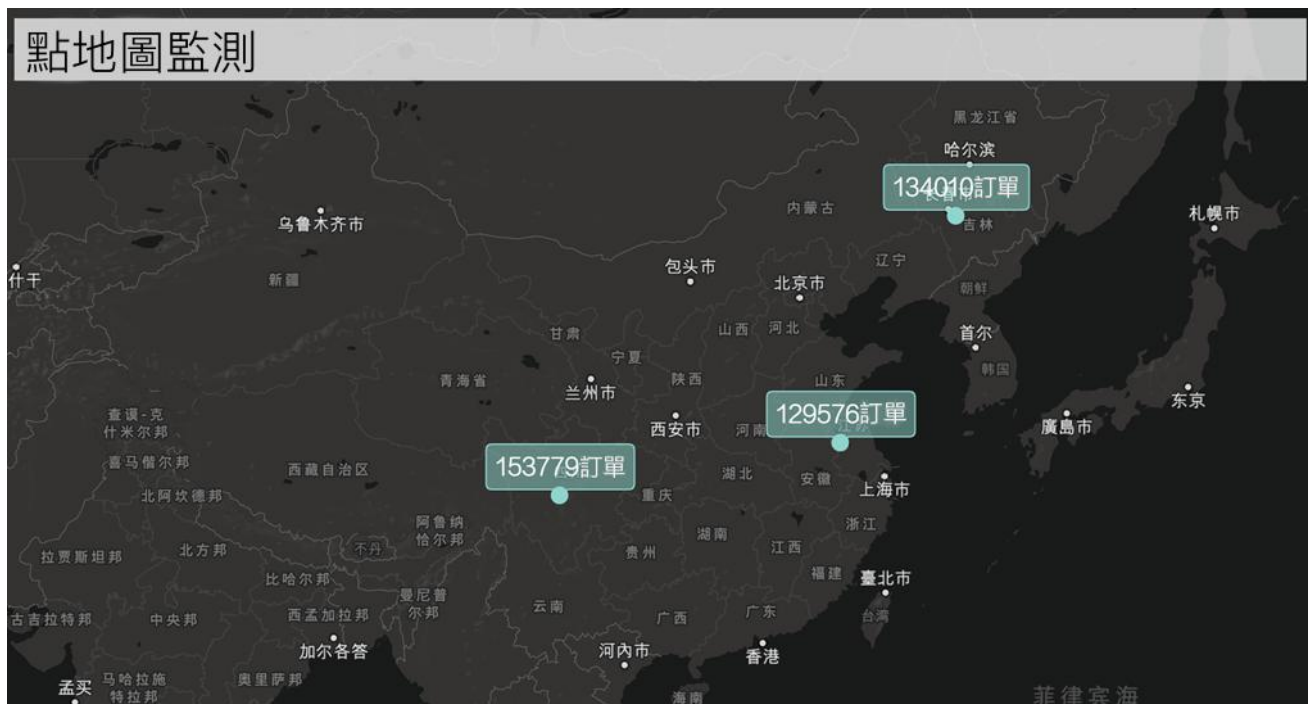 點地圖監測
黑龙江省
哈尔滨
134010訂單
长春市
吉林
内蒙古
札幌市
乌鲁木齐市
辽宁
包头市
北京市
什干
新疆
朝鲜
首尔
甘肃
山西
河北
宁夏
韩国
青海省
陕西
山东
兰州市
东京
129576訂單
查谟-克
什米尔邦
西安市
河南
廣島市
喜马偕尔邦
西藏自治区
153779訂單
湖北
安徽
上海市
北阿坎德邦
重庆
阿鲁纳
恰尔邦
浙江
湖南
拉贾斯坦邦
北方邦
不丹
贵州
江西
福建
臺北市
比哈尔邦
曼尼普
尔邦
云南
广东
古吉拉特邦
中央邦
西孟加拉邦
广西
台湾
加尔各答
河內市
香港
孟买
马哈拉施
特拉邦
奥里萨邦
海南
菲律宾海